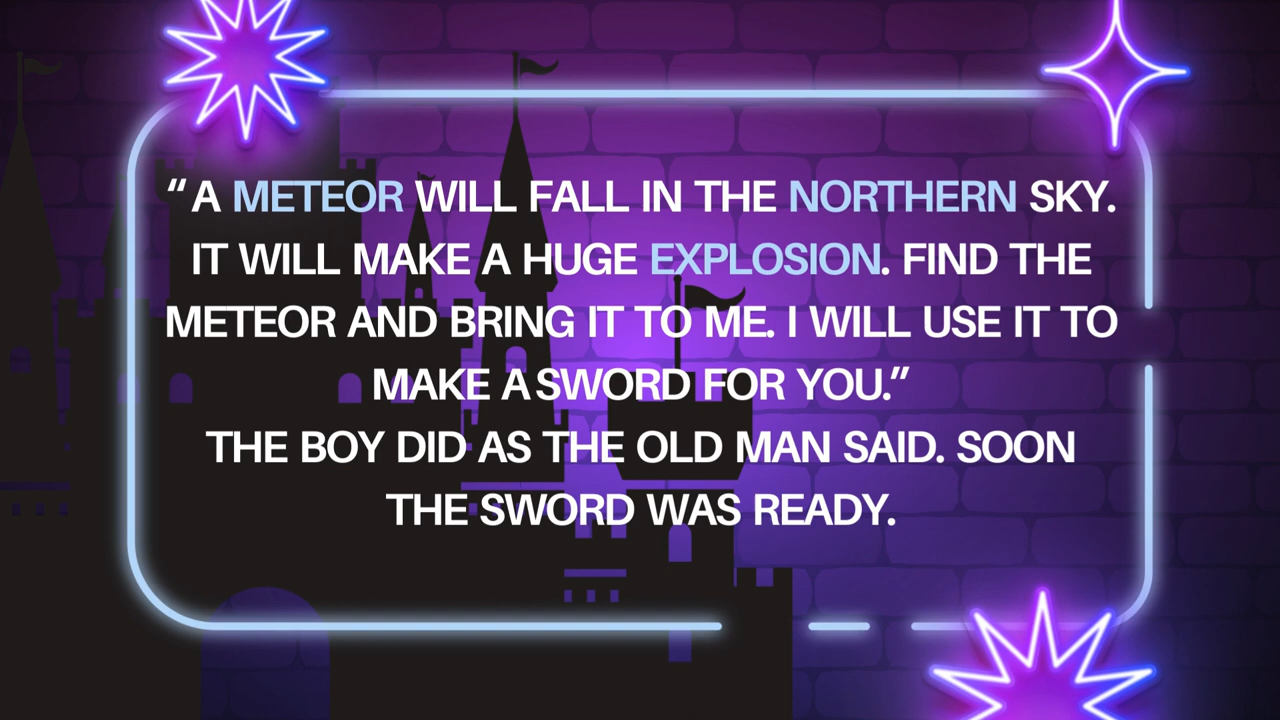 “A METEOR WILL FALL IN THE NORTHERN SKY.
IT WILL MAKE A HUGE EXPLOSION. FIND THE
METEOR AND BRING IT TO ME. I WILL USE IT TO
MAKE A SWORD FOR YOU.”
THE BOY DID AS THE OLD MAN SAID. SOON
THE SWORD WAS READY.